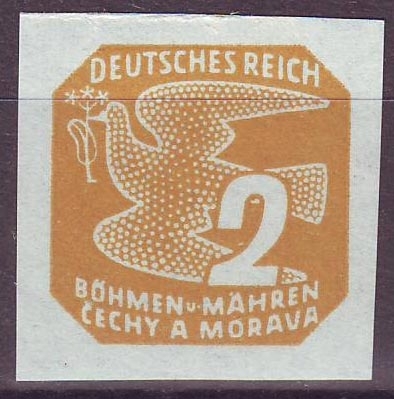 DEUTSCHES REICH
2
BÖHMEN u. MÄHREN
ČECHY A MORAVA